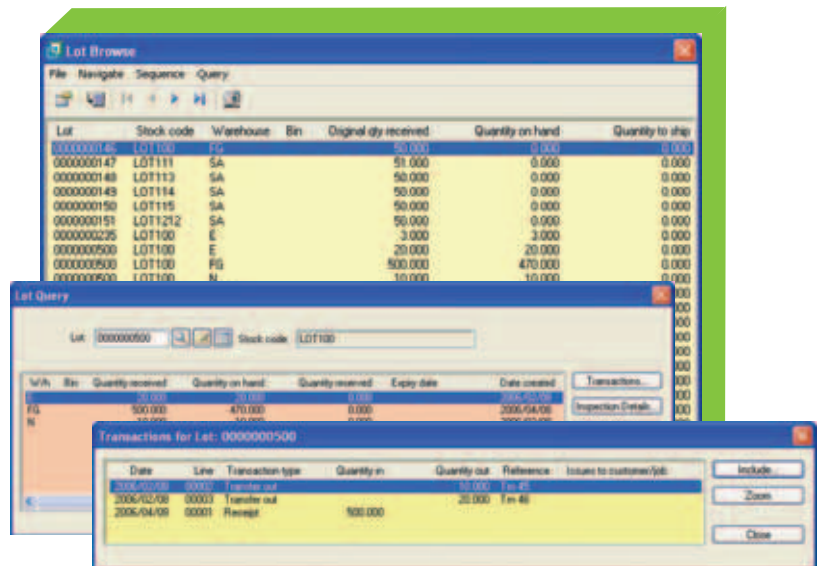 Lot Browse
File Navigate Sequence Query
Lot Stock code Warehouse Bin Original qty received Quantity on hand Quantity to ship
0000000146 LOT100 FG 50.000 0.000 0.000
0000000147 LOT111 SA 51.000 0.000 0.000
0000000148 LOT113 SA 50.000 0.000 0.000
0000000149 LOT114 SA 50.000 0.000 0.000
0000000150 LOT115 SA 50.000 0.000 0.000
0000000151 LOT1212 SA 50.000 0.000 0.000
0000000235 LOT100 E 3.000 3.000 0.000
0000000500 LOT100 E 20.000 20.000 0.000
0000000500 LOT100 FG 500.000 470.000 0.000
0000000500 LOT100 N 10.000 10.000 0.000
Lot Query
Lot: 0000000500 Stock code: LOT100
W/h Bin Quantity received Quantity on hand Quantity reserved Expiry date Date created Transactions...
E 20.000 20.000 0.000 2006/02/08
FG 500.000 470.000 0.000 2006/04/08 Inspection Details...
N 10.000 10.000 0.000
Transactions for Lot: 0000000500
Date Line Transaction type Quantity in Quantity out Reference Issues to customer/job Include...
2006/02/08 00002 Transfer out 10.000 Trn 45
2006/02/08 00003 Transfer out 20.000 Trn 46 Zoom
2006/04/08 00001 Receipt 500.000
Close